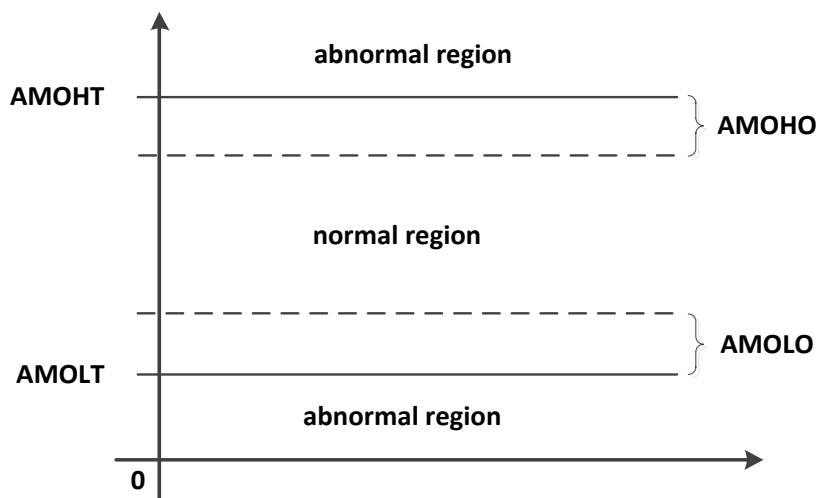 abnormal region
AMOHT
AMOHO
normal region
AMOLO
AMOLT
abnormal region
0